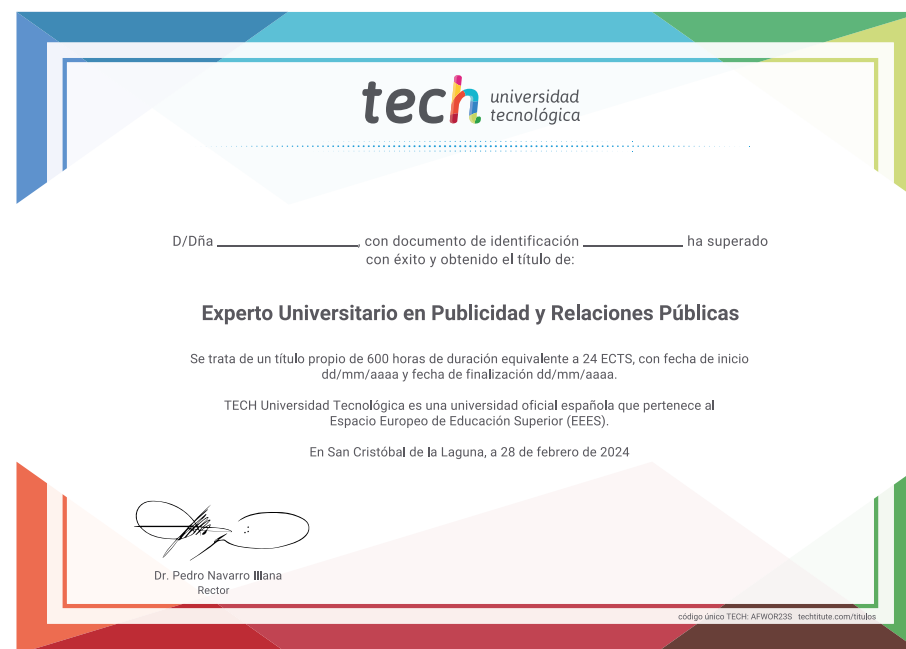 tech universidad
tecnológica
D/Dña ____________________, con documento de identificación ______________ ha superado
con éxito y obtenido el título de:
Experto Universitario en Publicidad y Relaciones Públicas
Se trata de un título propio de 600 horas de duración equivalente a 24 ECTS, con fecha de inicio
dd/mm/aaaa y fecha de finalización dd/mm/aaaa.
TECH Universidad Tecnológica es una universidad oficial española que pertenece al
Espacio Europeo de Educación Superior (EEES).
En San Cristóbal de la Laguna, a 28 de febrero de 2024
Dr. Pedro Navarro Illana
Rector
código único TECH: AFWOR23S techtitute.com/titulos